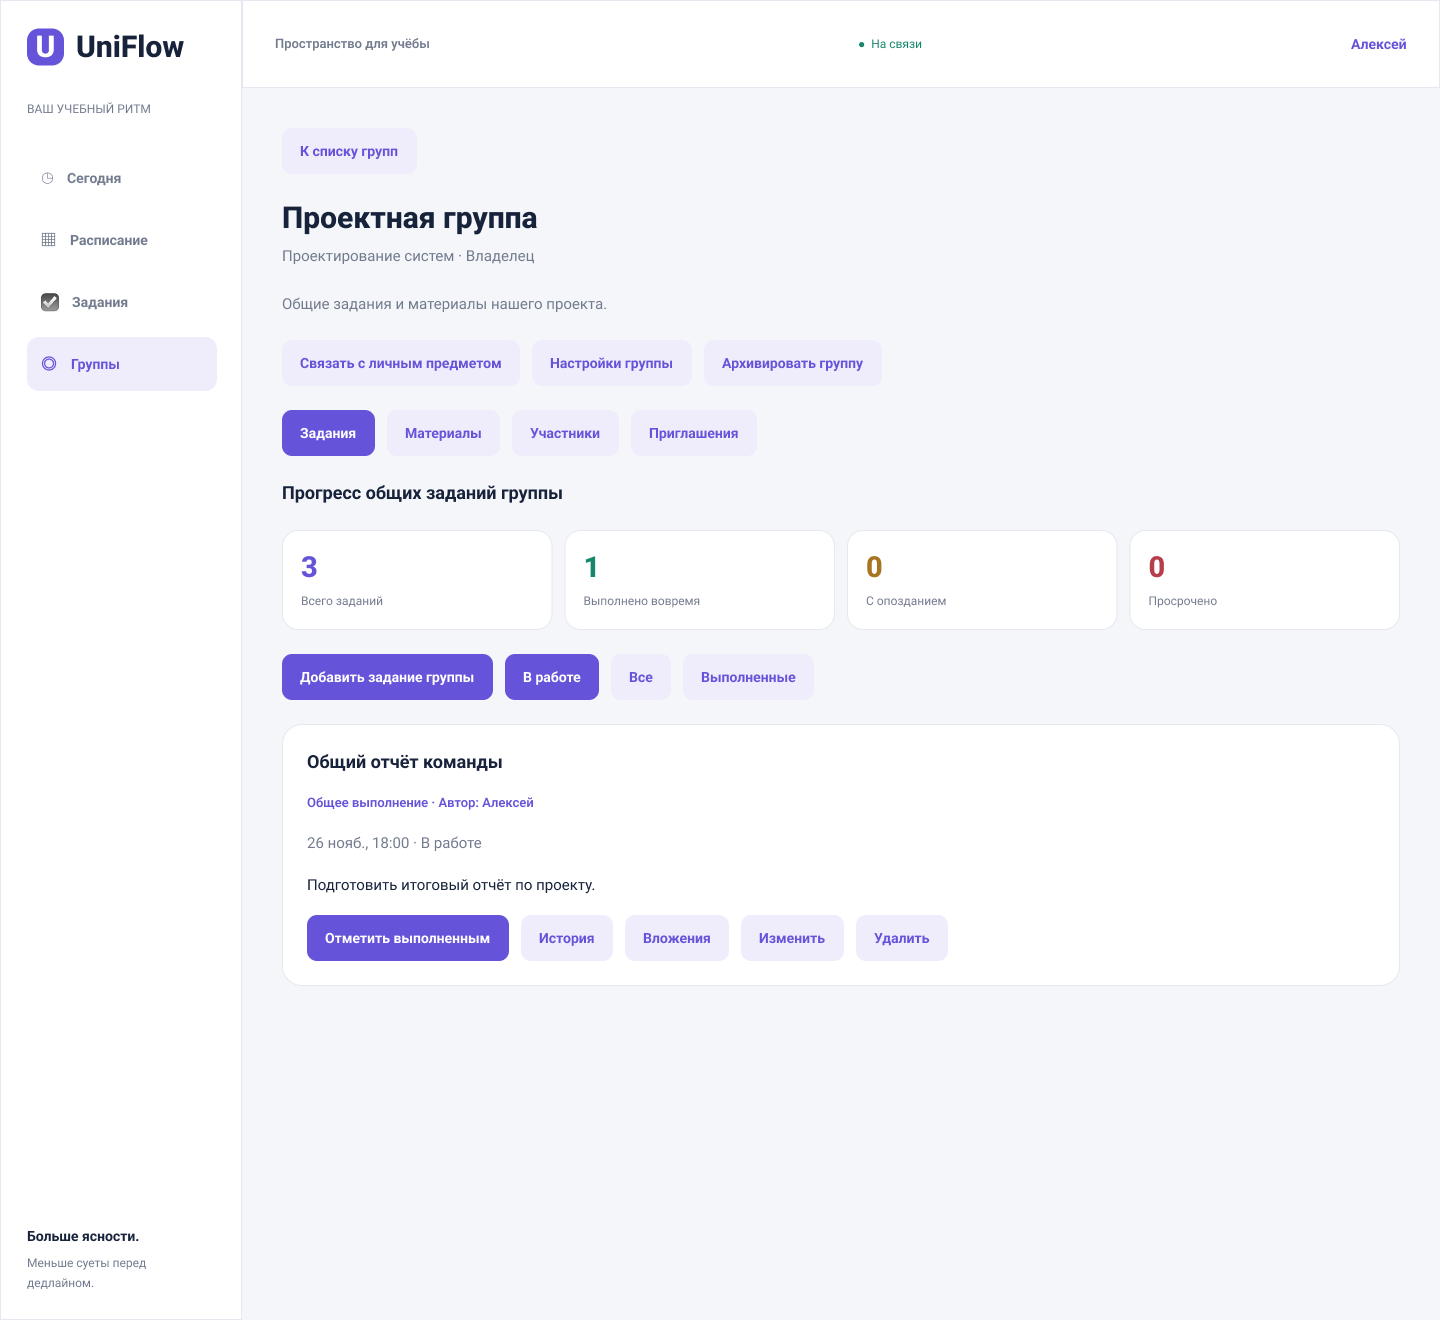 U UniFlow
ВАШ УЧЕБНЫЙ РИТМ
Сегодня
Расписание
Задания
Группы
Больше ясности.
Меньше суеты перед
дедлайном.
Пространство для учёбы
На связи
Алексей
К списку групп
Проектная группа
Проектирование систем · Владелец
Общие задания и материалы нашего проекта.
Связать с личным предметом Настройки группы Архивировать группу
Задания Материалы Участники Приглашения
Прогресс общих заданий группы
3
Всего заданий
1
Выполнено вовремя
0
С опозданием
0
Просрочено
Добавить задание группы В работе Все Выполненные
Общий отчёт команды
Общее выполнение · Автор: Алексей
26 нояб., 18:00 · В работе
Подготовить итоговый отчёт по проекту.
Отметить выполненным История Вложения Изменить Удалить